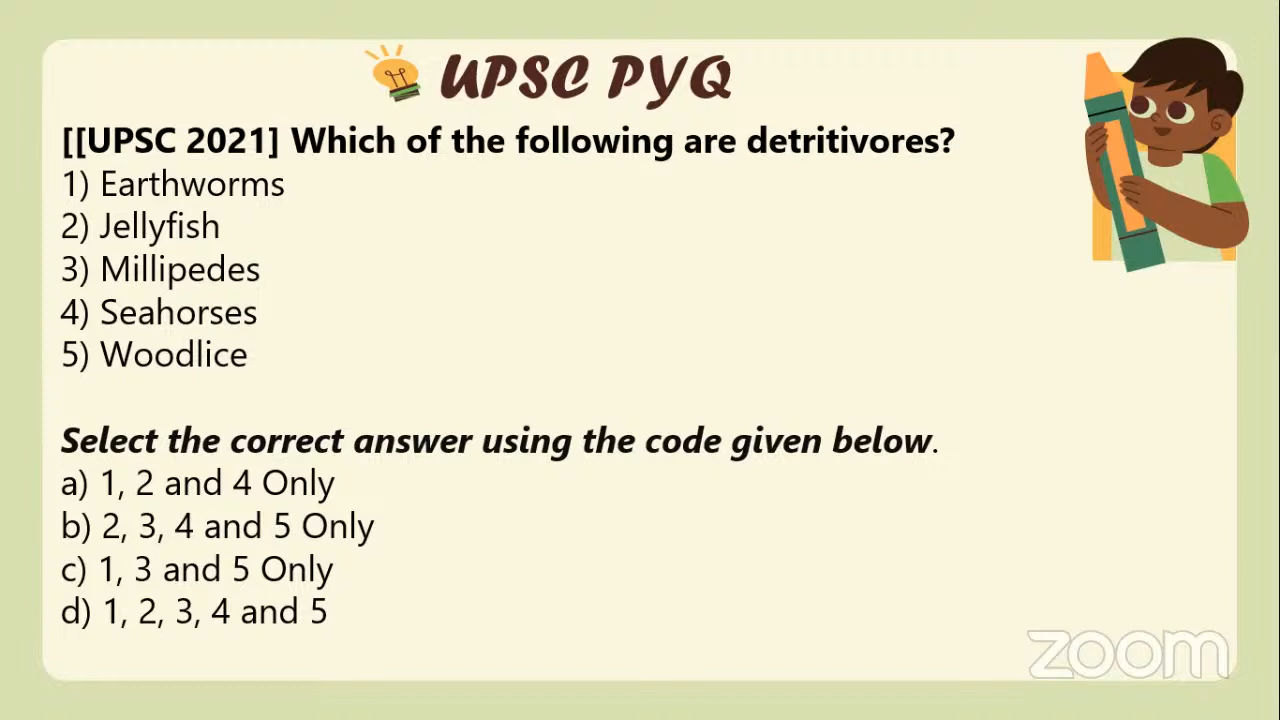 UPSC PYQ
[[UPSC 2021] Which of the following are detritivores?
1) Earthworms
2) Jellyfish
3) Millipedes
4) Seahorses
5) Woodlice
Select the correct answer using the code given below.
a) 1, 2 and 4 Only
b) 2, 3, 4 and 5 Only
c) 1, 3 and 5 Only
d) 1, 2, 3, 4 and 5
zoom